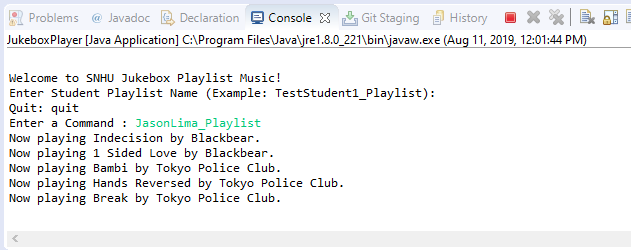 Problems @ Javadoc Declaration Console Git Staging History
JukeboxPlayer [Java Application] C:\Program Files\Java\jre1.8.0_221\bin\javaw.exe (Aug 11, 2019, 12:01:44 PM)
Welcome to SNHU Jukebox Playlist Music!
Enter Student Playlist Name (Example: TestStudent1_Playlist):
Quit: quit
Enter a Command : JasonLima_Playlist
Now playing Indecision by Blackbear.
Now playing 1 Sided Love by Blackbear.
Now playing Bambi by Tokyo Police Club.
Now playing Hands Reversed by Tokyo Police Club.
Now playing Break by Tokyo Police Club.